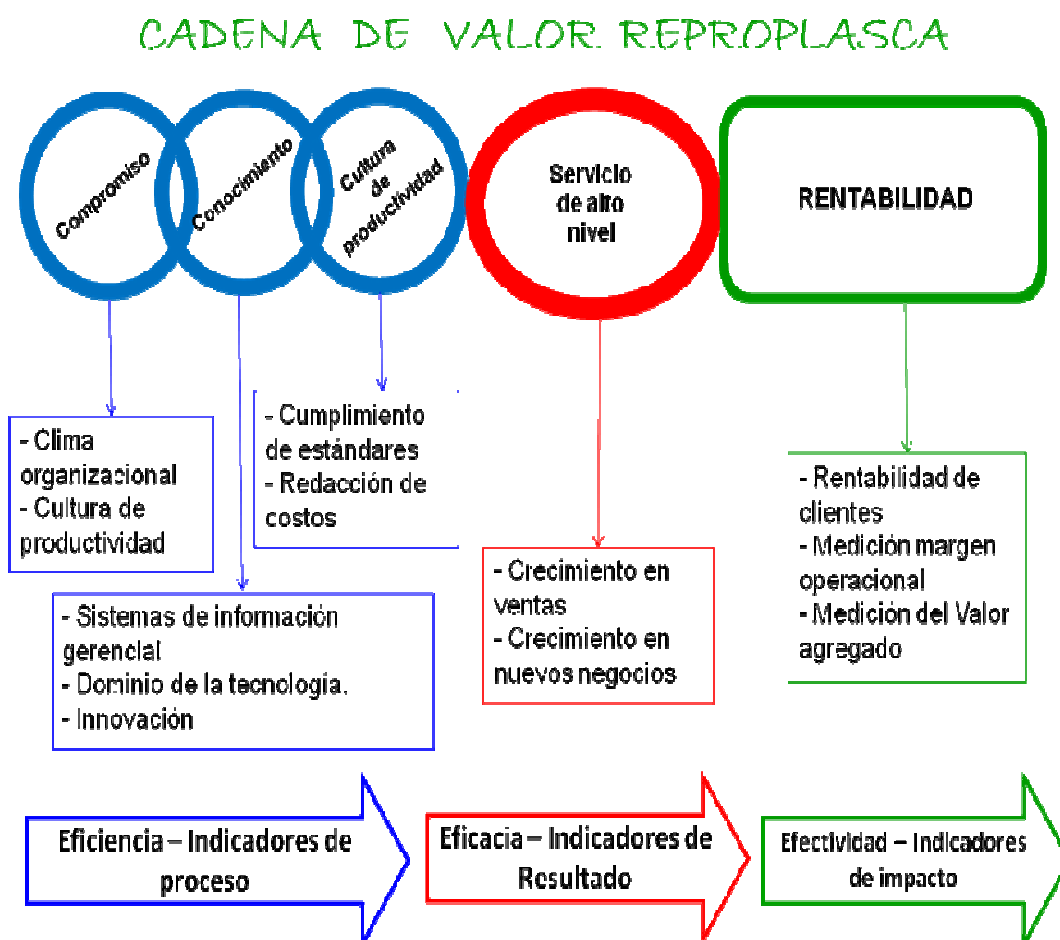 CADENA DE VALOR REPROPLASCA
Compromiso
Conocimiento
Cultura
de
productividad
Servicio
de alto
nivel
RENTABILIDAD
- Clima
organizacional
- Cultura de
productividad
- Cumplimiento
de estándares
- Redacción de
costos
- Sistemas de información
gerencial
- Dominio de la tecnología.
- Innovación
- Crecimiento en
ventas
- Crecimiento en
nuevos negocios
- Rentabilidad de
clientes
- Medición margen
operacional
- Medición del Valor
agregado
Eficiencia – Indicadores de
proceso
Eficacia – Indicadores de
Resultado
Efectividad – Indicadores
de impacto